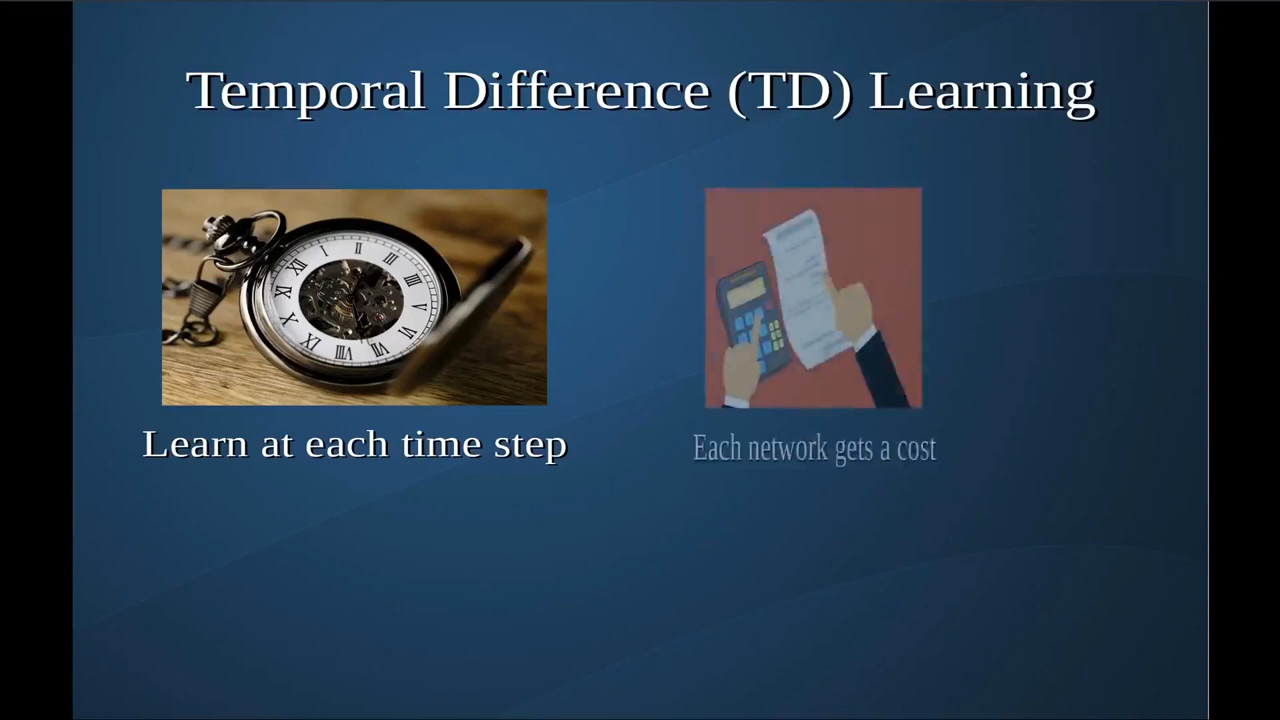 Temporal Difference (TD) Learning
Learn at each time step
Each network gets a cost